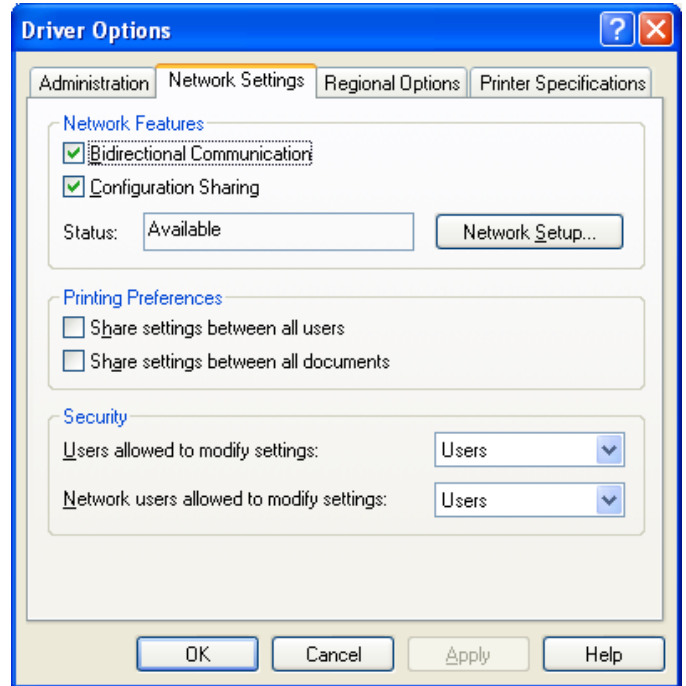 Driver Options
Administration Network Settings Regional Options Printer Specifications
Network Features
Bidirectional Communication
Configuration Sharing
Status: Available Network Setup...
Printing Preferences
Share settings between all users
Share settings between all documents
Security
Users allowed to modify settings: Users
Network users allowed to modify settings: Users
OK Cancel Apply Help